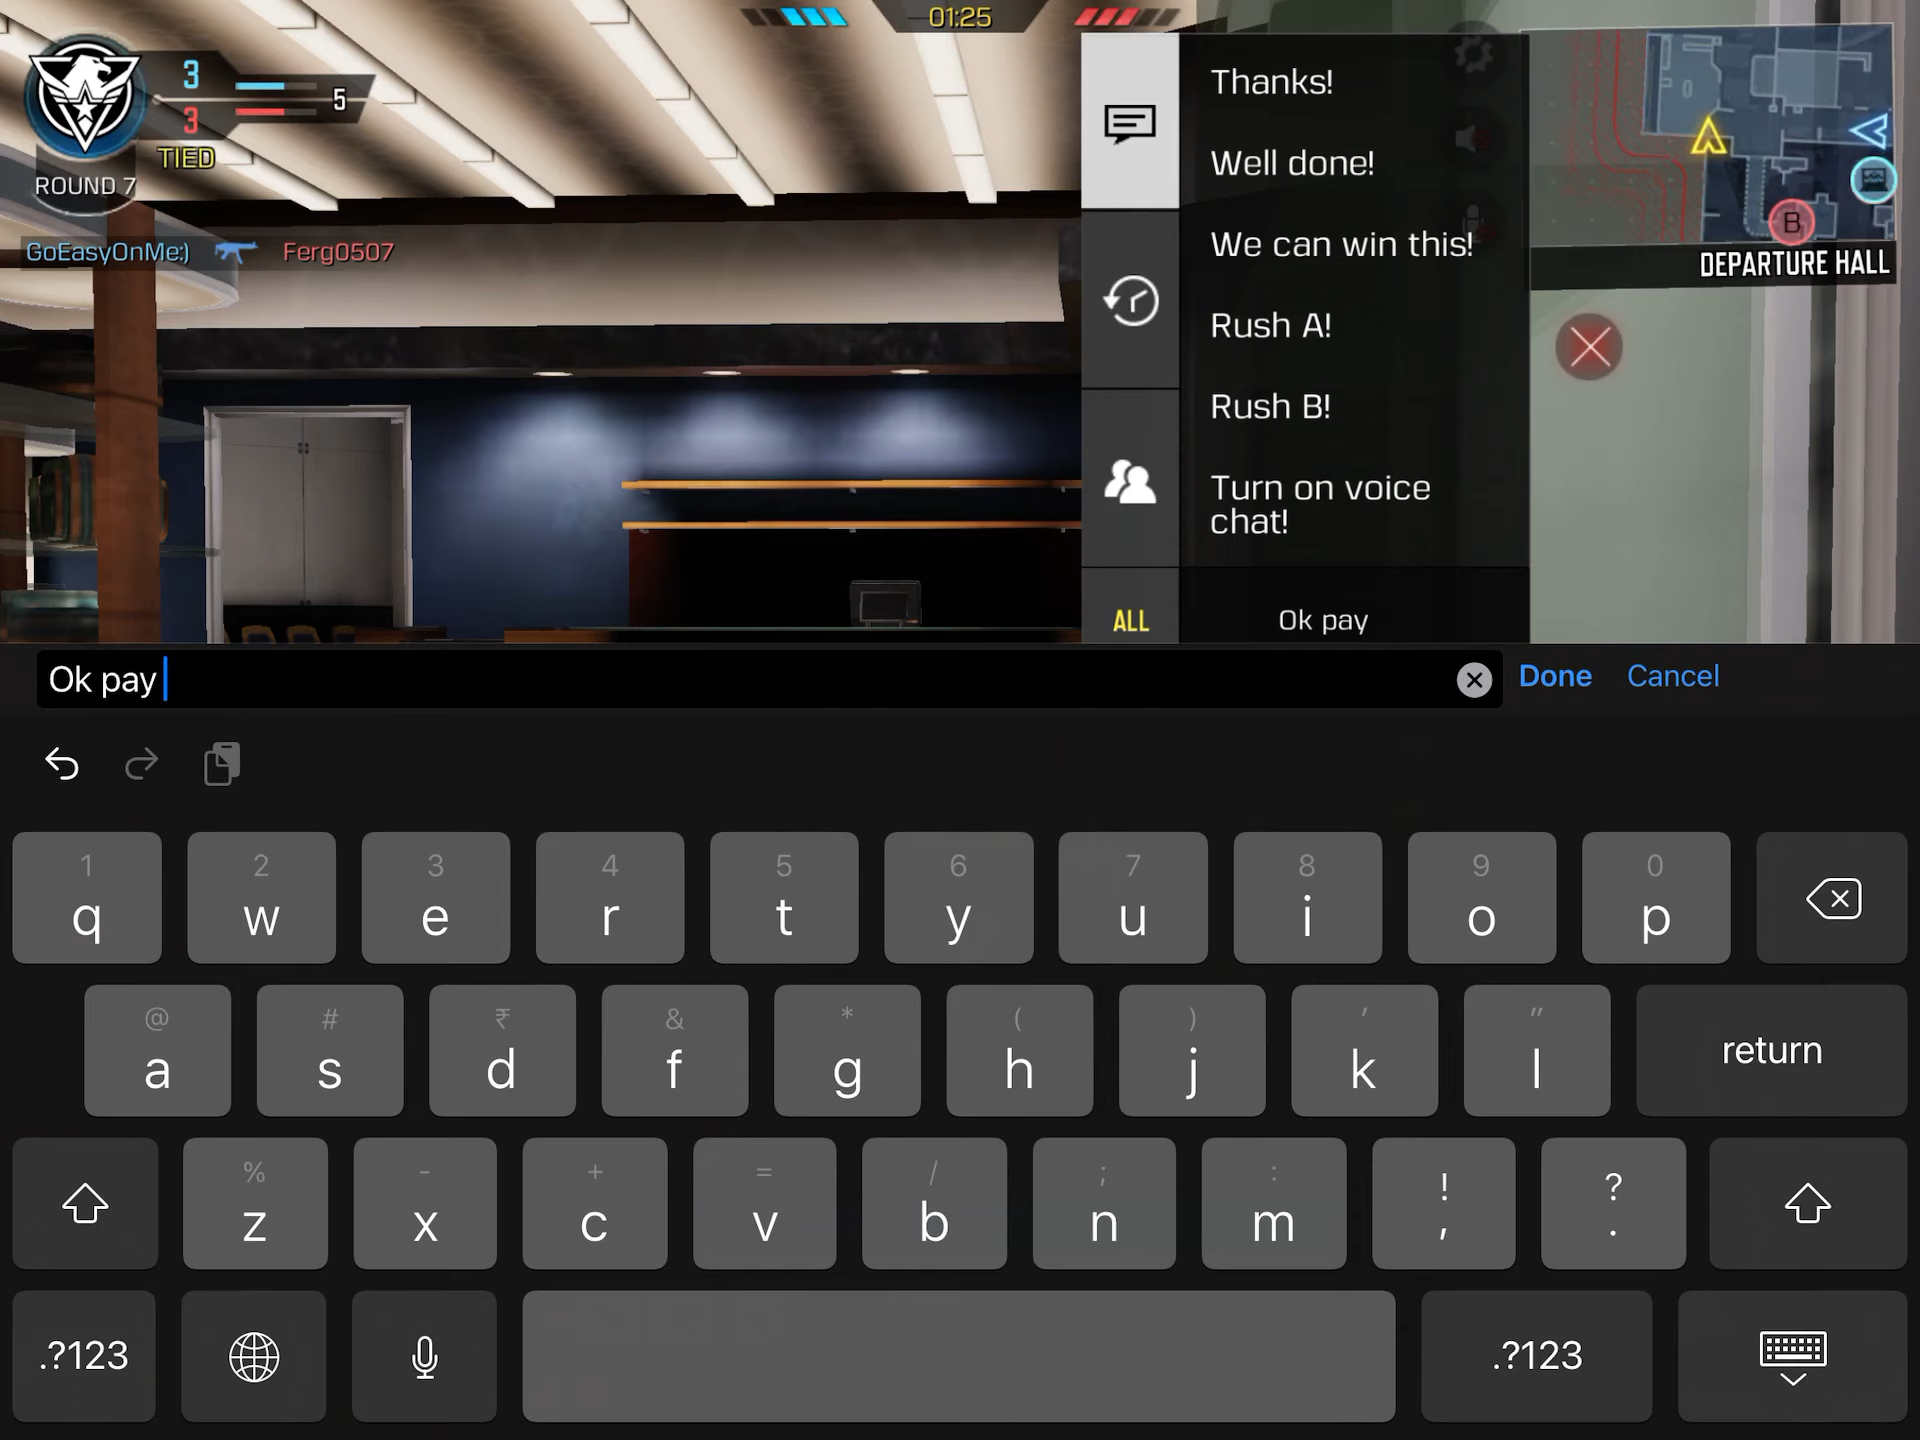 01:25
3
3
5
TIED
ROUND 7
GoEasyOnMe:)
Ferg0507
Thanks!
Well done!
We can win this!
Rush A!
Rush B!
Turn on voice
chat!
ALL
Ok pay
B
DEPARTURE HALL
Ok pay
Done
Cancel
1 2 3 4 5 6 7 8 9 0
q w e r t y u i o p
@ # ₹ & * ( ) ' "
a s d f g h j k l
return
% - + = / ; : ! ?
z x c v b n m , .
.?123
.?123